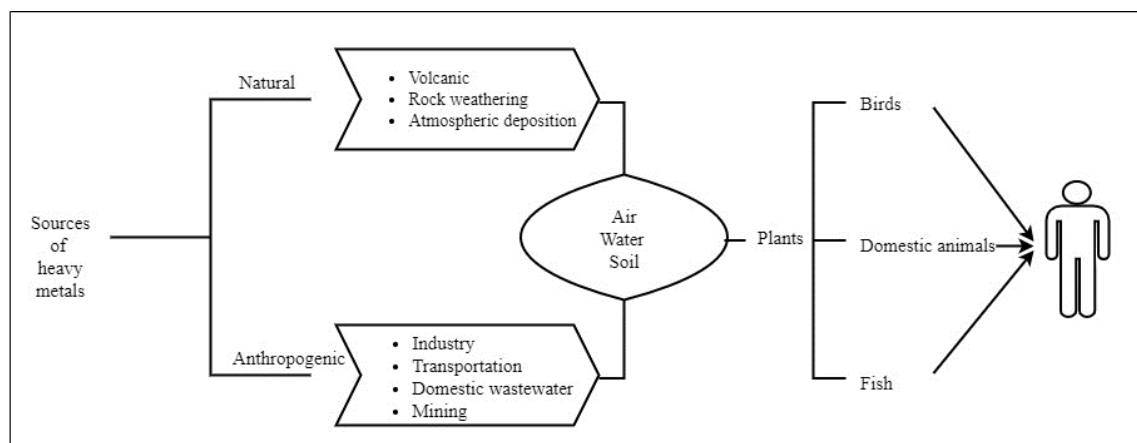 Sources
of
heavy
metals
Natural
• Volcanic
• Rock weathering
• Atmospheric deposition
Anthropogenic
• Industry
• Transportation
• Domestic wastewater
• Mining
Air
Water
Soil
Plants
Birds
Domestic animals
Fish